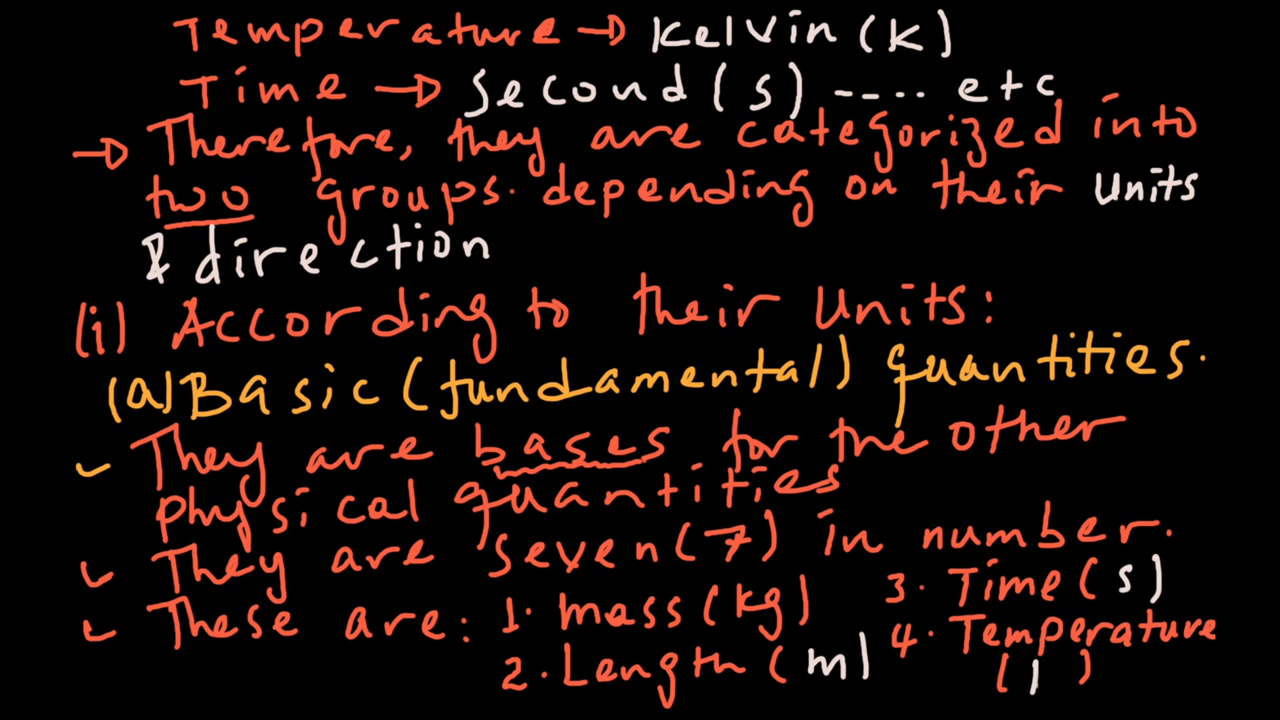 Temperature → Kelvin (K)
Time → Second (s) ---- etc
→ Therefore, they are categorized into
two groups. depending on their units
& direction
(i) According to their units:
(a) Basic (fundamental) quantities.
They are bases for the other
physical quantities
They are seven (7) in number.
These are: 1. mass (kg)
2. Length (m)
3. Time (s)
4. Temperature
( )